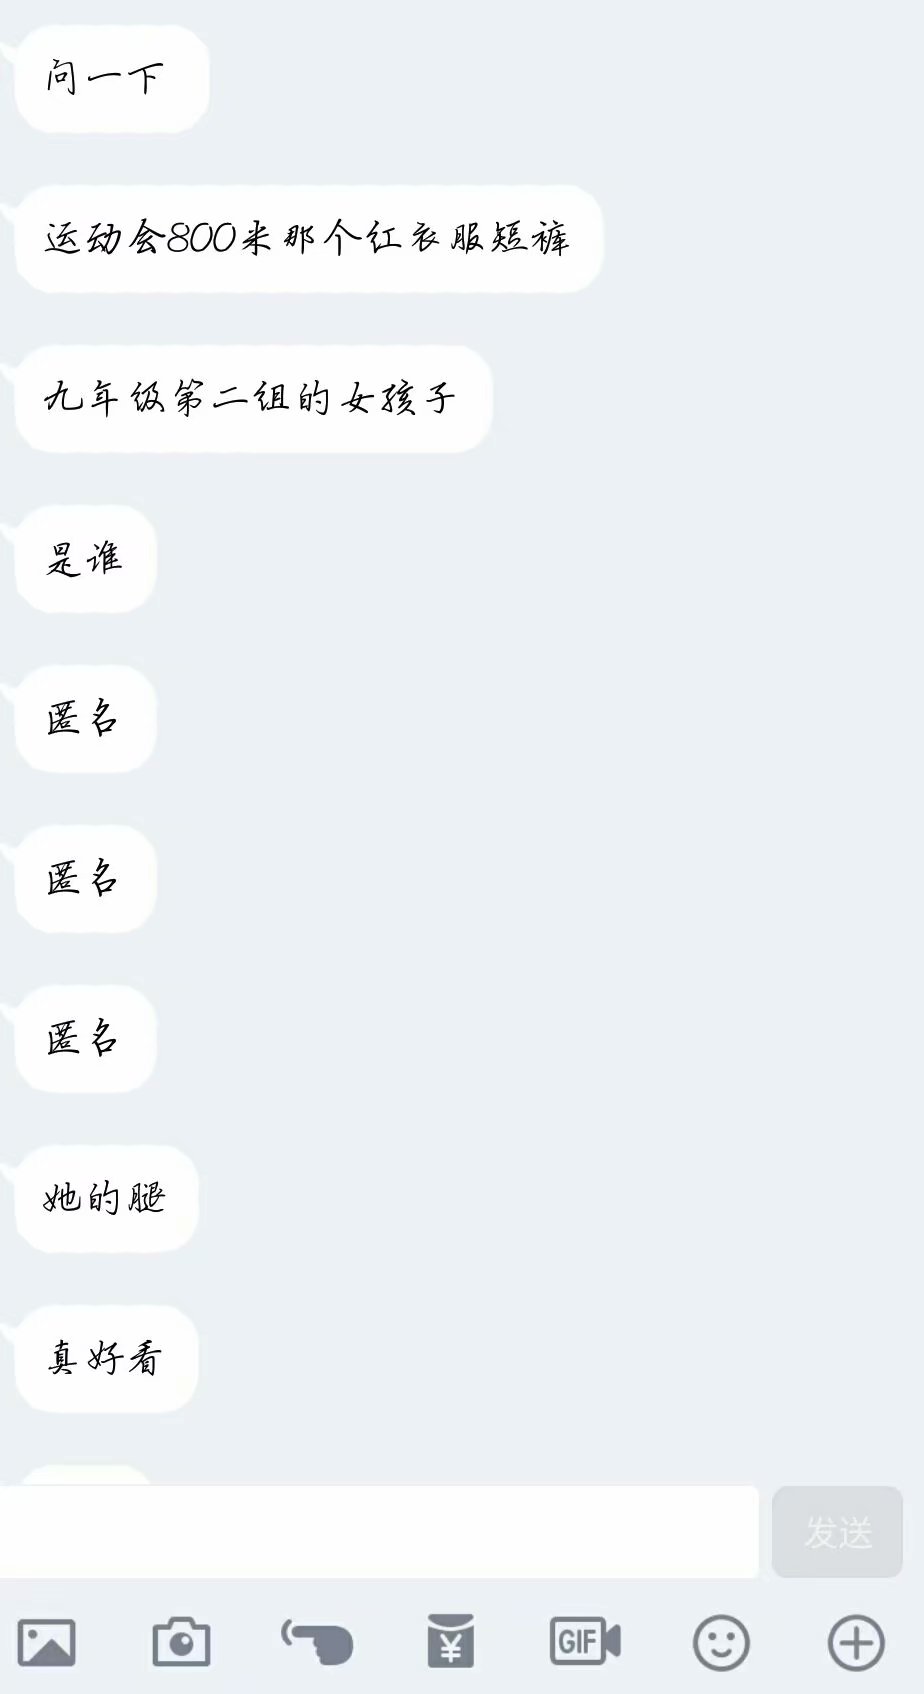 问一下
运动会800米那个红衣服短裤
九年级第二组的女孩子
是谁
匿名
匿名
匿名
她的腿
真好看
发送
GIF